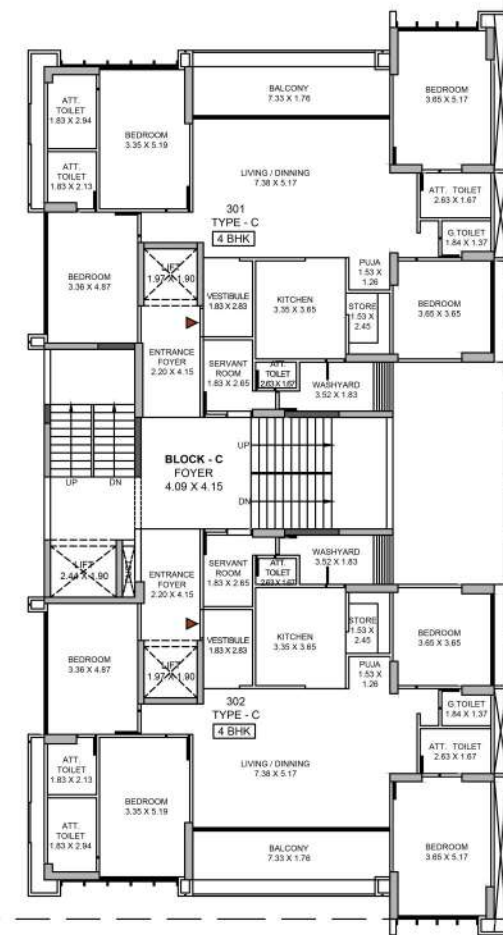 BALCONY
7.33 X 1.76
BEDROOM
3.65 X 5.17
ATT.
TOILET
1.83 X 2.94
BEDROOM
3.35 X 5.19
ATT.
TOILET
1.83 X 2.13
LIVING / DINNING
7.38 X 5.17
ATT. TOILET
2.63 X 1.67
301
TYPE - C
4 BHK
G.TOILET
1.84 X 1.37
BEDROOM
3.36 X 4.87
LIFT
1.97 X 1.90
VESTIBULE
1.83 X 2.83
KITCHEN
3.35 X 3.65
PUJA
1.53 X
1.26
STORE
1.53 X
2.45
BEDROOM
3.65 X 3.65
ENTRANCE
FOYER
2.20 X 4.15
SERVANT
ROOM
1.83 X 2.65
ATT.
TOILET
2.63 X 1.67
WASHYARD
3.52 X 1.83
UP
DN
BLOCK - C
FOYER
4.09 X 4.15
UP
DN
LIFT
2.44 X 1.90
LIFT
ENTRANCE
FOYER
2.20 X 4.15
SERVANT
ROOM
1.83 X 2.65
ATT.
TOILET
2.63 X 1.67
WASHYARD
3.52 X 1.83
BEDROOM
3.36 X 4.87
LIFT
1.97 X 1.90
VESTIBULE
1.83 X 2.83
KITCHEN
3.35 X 3.65
STORE
1.53 X
2.45
PUJA
1.53 X
1.26
BEDROOM
3.65 X 3.65
302
TYPE - C
4 BHK
G.TOILET
1.84 X 1.37
ATT. TOILET
2.63 X 1.67
ATT.
TOILET
1.83 X 2.13
LIVING / DINNING
7.38 X 5.17
BEDROOM
3.35 X 5.19
ATT.
TOILET
1.83 X 2.94
BALCONY
7.33 X 1.76
BEDROOM
3.65 X 5.17